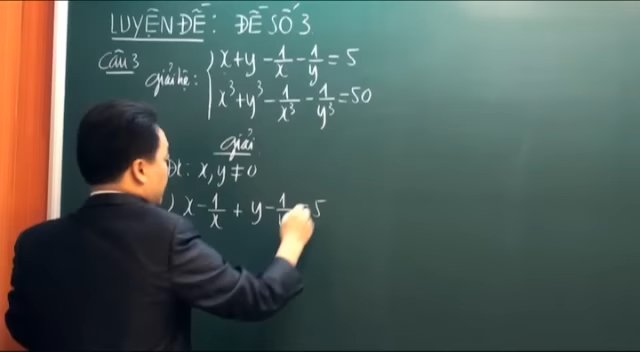 LUYỆN ĐỀ: ĐỀ SỐ 3
Câu 3
giải hệ: { x + y - 1/x - 1/y = 5
x³ + y³ - 1/x³ - 1/y³ = 50
giải
Đk: x, y ≠ 0
x - 1/x + y - 1/ = 5